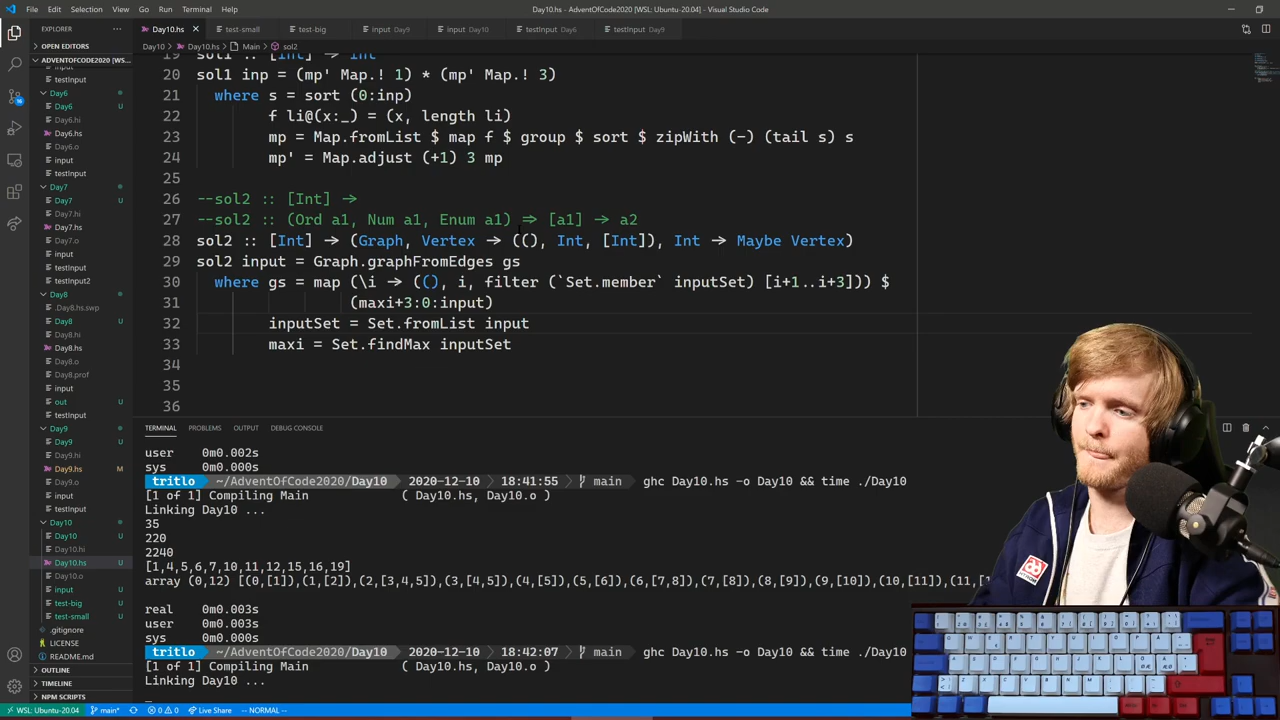 File Edit Selection View Go Run Terminal Help
Day10.hs - AdventOfCode2020 [WSL: Ubuntu-20.04] - Visual Studio Code
EXPLORER
Day10.hs test-small test-big input Day9 input Day10 testInput Day6 testInput Day9
Day10 > Day10.hs > Main > sol2
OPEN EDITORS
ADVENTOFCODE2020 [WS...
input
testInput
Day6
Day6 U
Day6.hi
Day6.hs
Day6.o
input
testInput
Day7
Day7 U
Day7.hi
Day7.hs
Day7.o
input
testInput
testInput2
Day8
.Day8.hs.swp
Day8 U
Day8.hi
Day8.hs
Day8.o
Day8.prof
input
out U
testInput
Day9
Day9 U
Day9.hi
Day9.hs M
Day9.o
input
testInput
Day10
Day10 U
Day10.hi
Day10.hs U
Day10.o
input U
test-big U
test-small U
.gitignore
LICENSE
README.md
OUTLINE
TIMELINE
NPM SCRIPTS
19 sol1 :: [Int] → Int
20 sol1 inp = (mp' Map.! 1) * (mp' Map.! 3)
21 where s = sort (0:inp)
22 f li@(x:_) = (x, length li)
23 mp = Map.fromList $ map f $ group $ sort $ zipWith (-) (tail s) s
24 mp' = Map.adjust (+1) 3 mp
25
26 --sol2 :: [Int] →
27 --sol2 :: (Ord a1, Num a1, Enum a1) ⇒ [a1] → a2
28 sol2 :: [Int] → (Graph, Vertex → ((), Int, [Int]), Int → Maybe Vertex)
29 sol2 input = Graph.graphFromEdges gs
30 where gs = map (\i → ((), i, filter (`Set.member` inputSet) [i+1..i+3])) $
31 (maxi+3:0:input)
32 inputSet = Set.fromList input
33 maxi = Set.findMax inputSet
34
35
36
TERMINAL PROBLEMS OUTPUT DEBUG CONSOLE
user 0m0.002s
sys 0m0.000s
tritlo ~/AdventOfCode2020/Day10 2020-12-10 18:41:55 main ghc Day10.hs -o Day10 && time ./Day10
[1 of 1] Compiling Main ( Day10.hs, Day10.o )
Linking Day10 ...
35
220
2240
[1,4,5,6,7,10,11,12,15,16,19]
array (0,12) [(0,[1]),(1,[2]),(2,[3,4,5]),(3,[4,5]),(4,[5]),(5,[6]),(6,[7,8]),(7,[8]),(8,[9]),(9,[10]),(10,[11]),(11,[
real 0m0.003s
user 0m0.003s
sys 0m0.000s
tritlo ~/AdventOfCode2020/Day10 2020-12-10 18:42:07 main ghc Day10.hs -o Day10 && time ./Day10
[1 of 1] Compiling Main ( Day10.hs, Day10.o )
Linking Day10 ...
WSL: Ubuntu-20.04 main* 0 0 Live Share -- NORMAL --